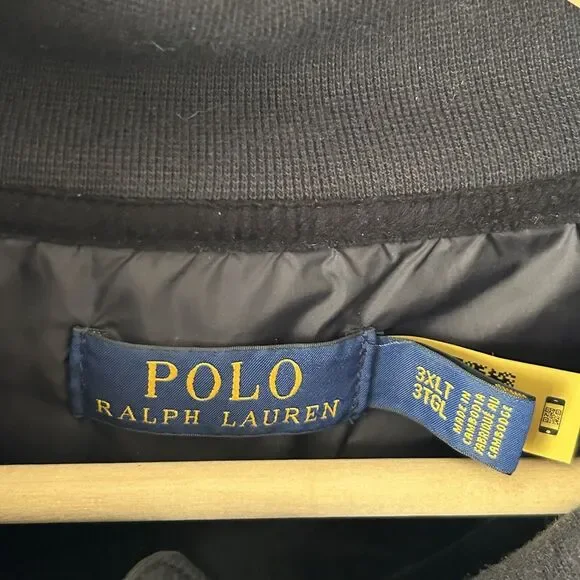 POLO
RALPH LAUREN
3XLT
3TGL
MADE IN
CAMBODIA
FABRIQUÉ AU
CAMBODGE